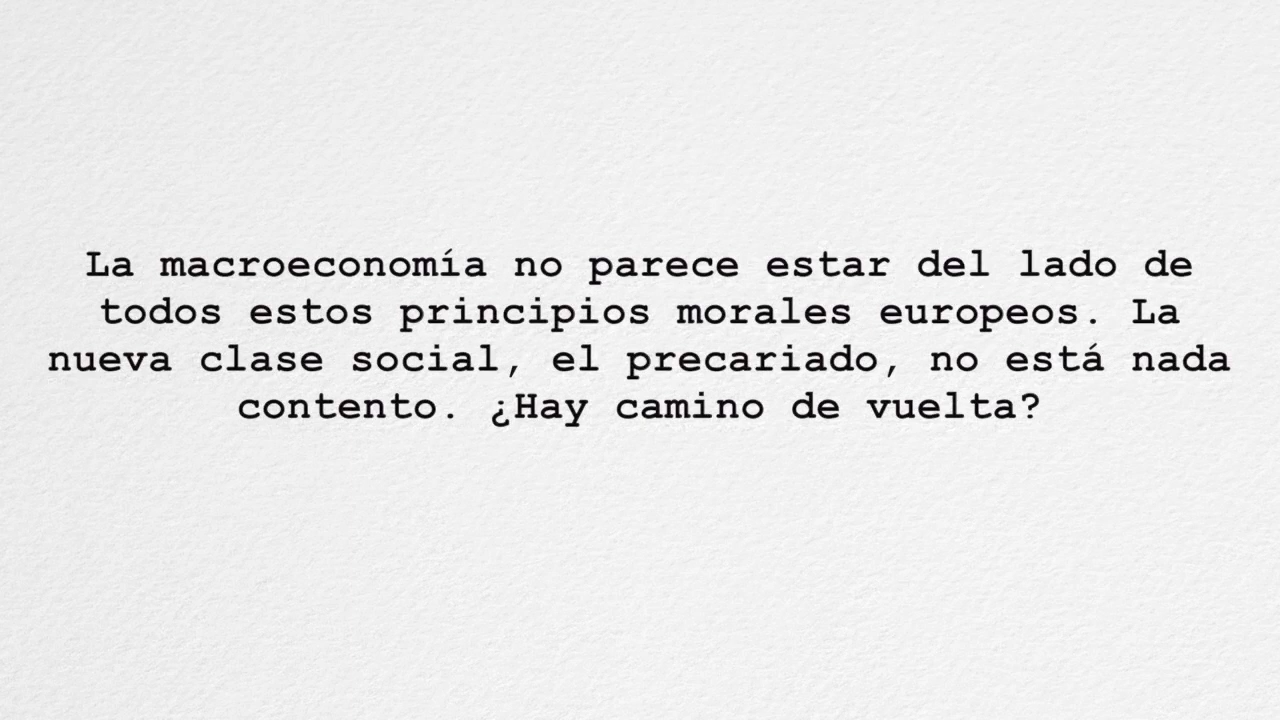 La macroeconomía no parece estar del lado de
todos estos principios morales europeos. La
nueva clase social, el precariado, no está nada
contento. ¿Hay camino de vuelta?